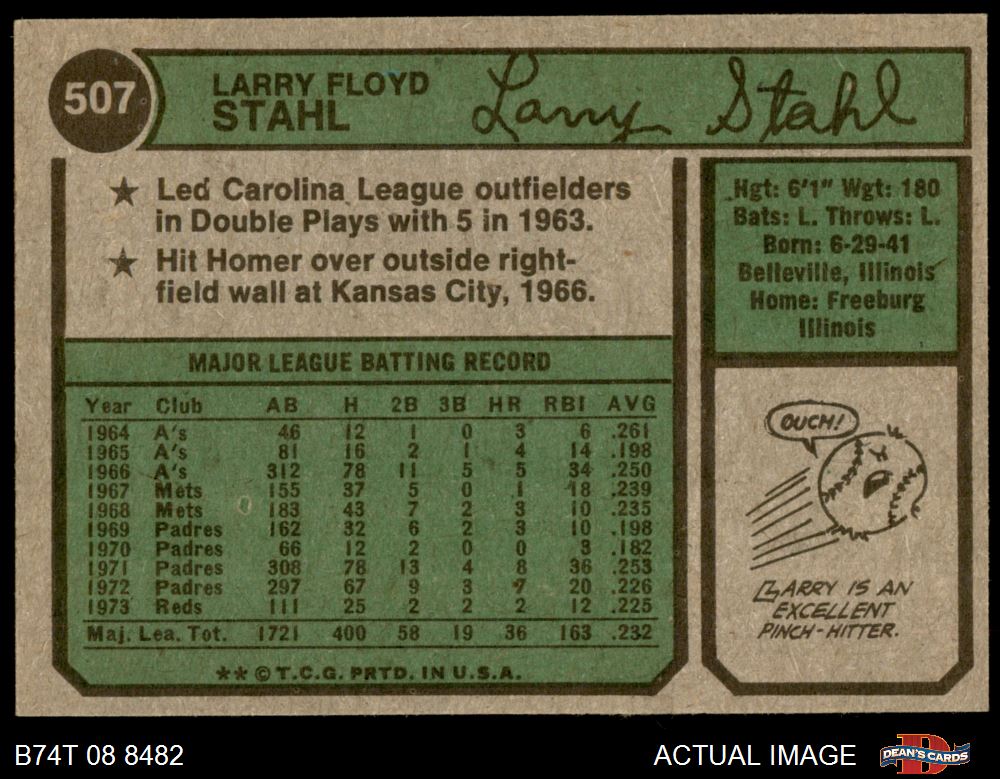 507
LARRY FLOYD
STAHL
Larry Stahl
★ Led Carolina League outfielders
in Double Plays with 5 in 1963.
★ Hit Homer over outside right-
field wall at Kansas City, 1966.
Hgt: 6'1" Wgt: 180
Bats: L. Throws: L.
Born: 6-29-41
Belleville, Illinois
Home: Freeburg
Illinois
MAJOR LEAGUE BATTING RECORD
Year Club AB H 2B 3B HR RBI AVG
1964 A's 46 12 1 0 3 6 .261
1965 A's 81 16 2 1 4 14 .198
1966 A's 312 78 11 5 5 34 .250
1967 Mets 155 37 5 0 1 18 .239
1968 Mets 183 43 7 2 3 10 .235
1969 Padres 162 32 6 2 3 10 .198
1970 Padres 66 12 2 0 0 3 .182
1971 Padres 308 78 13 4 8 36 .253
1972 Padres 297 67 9 3 7 20 .226
1973 Reds 111 25 2 2 2 12 .225
Maj. Lea. Tot. 1721 400 58 19 36 163 .232
** © T.C.G. PRTD. IN U.S.A.
OUCH!
LARRY IS AN
EXCELLENT
PINCH-HITTER.
B74T 08 8482
ACTUAL IMAGE
DEAN'S CARDS